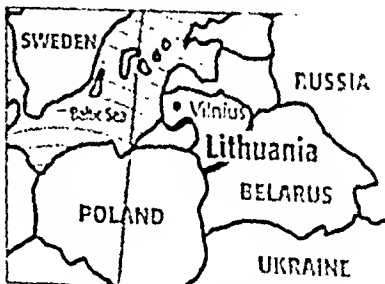 SWEDEN
RUSSIA
Baltic Sea
Vilnius
Lithuania
BELARUS
POLAND
UKRAINE